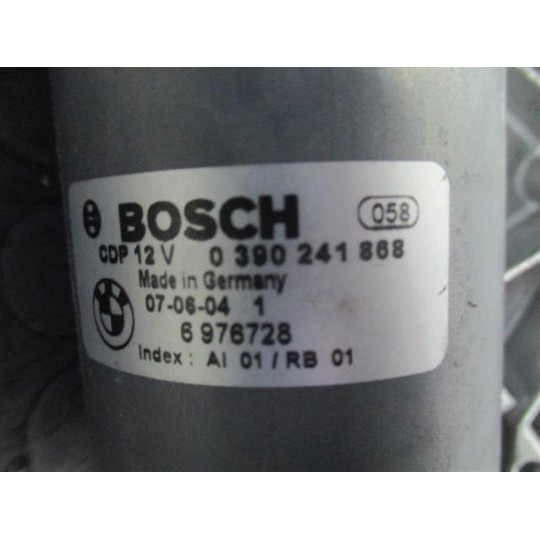 BOSCH 058
CDP 12 V 0 390 241 868
Made in Germany
07-06-04 1
6 976728
Index : AI 01 / RB 01